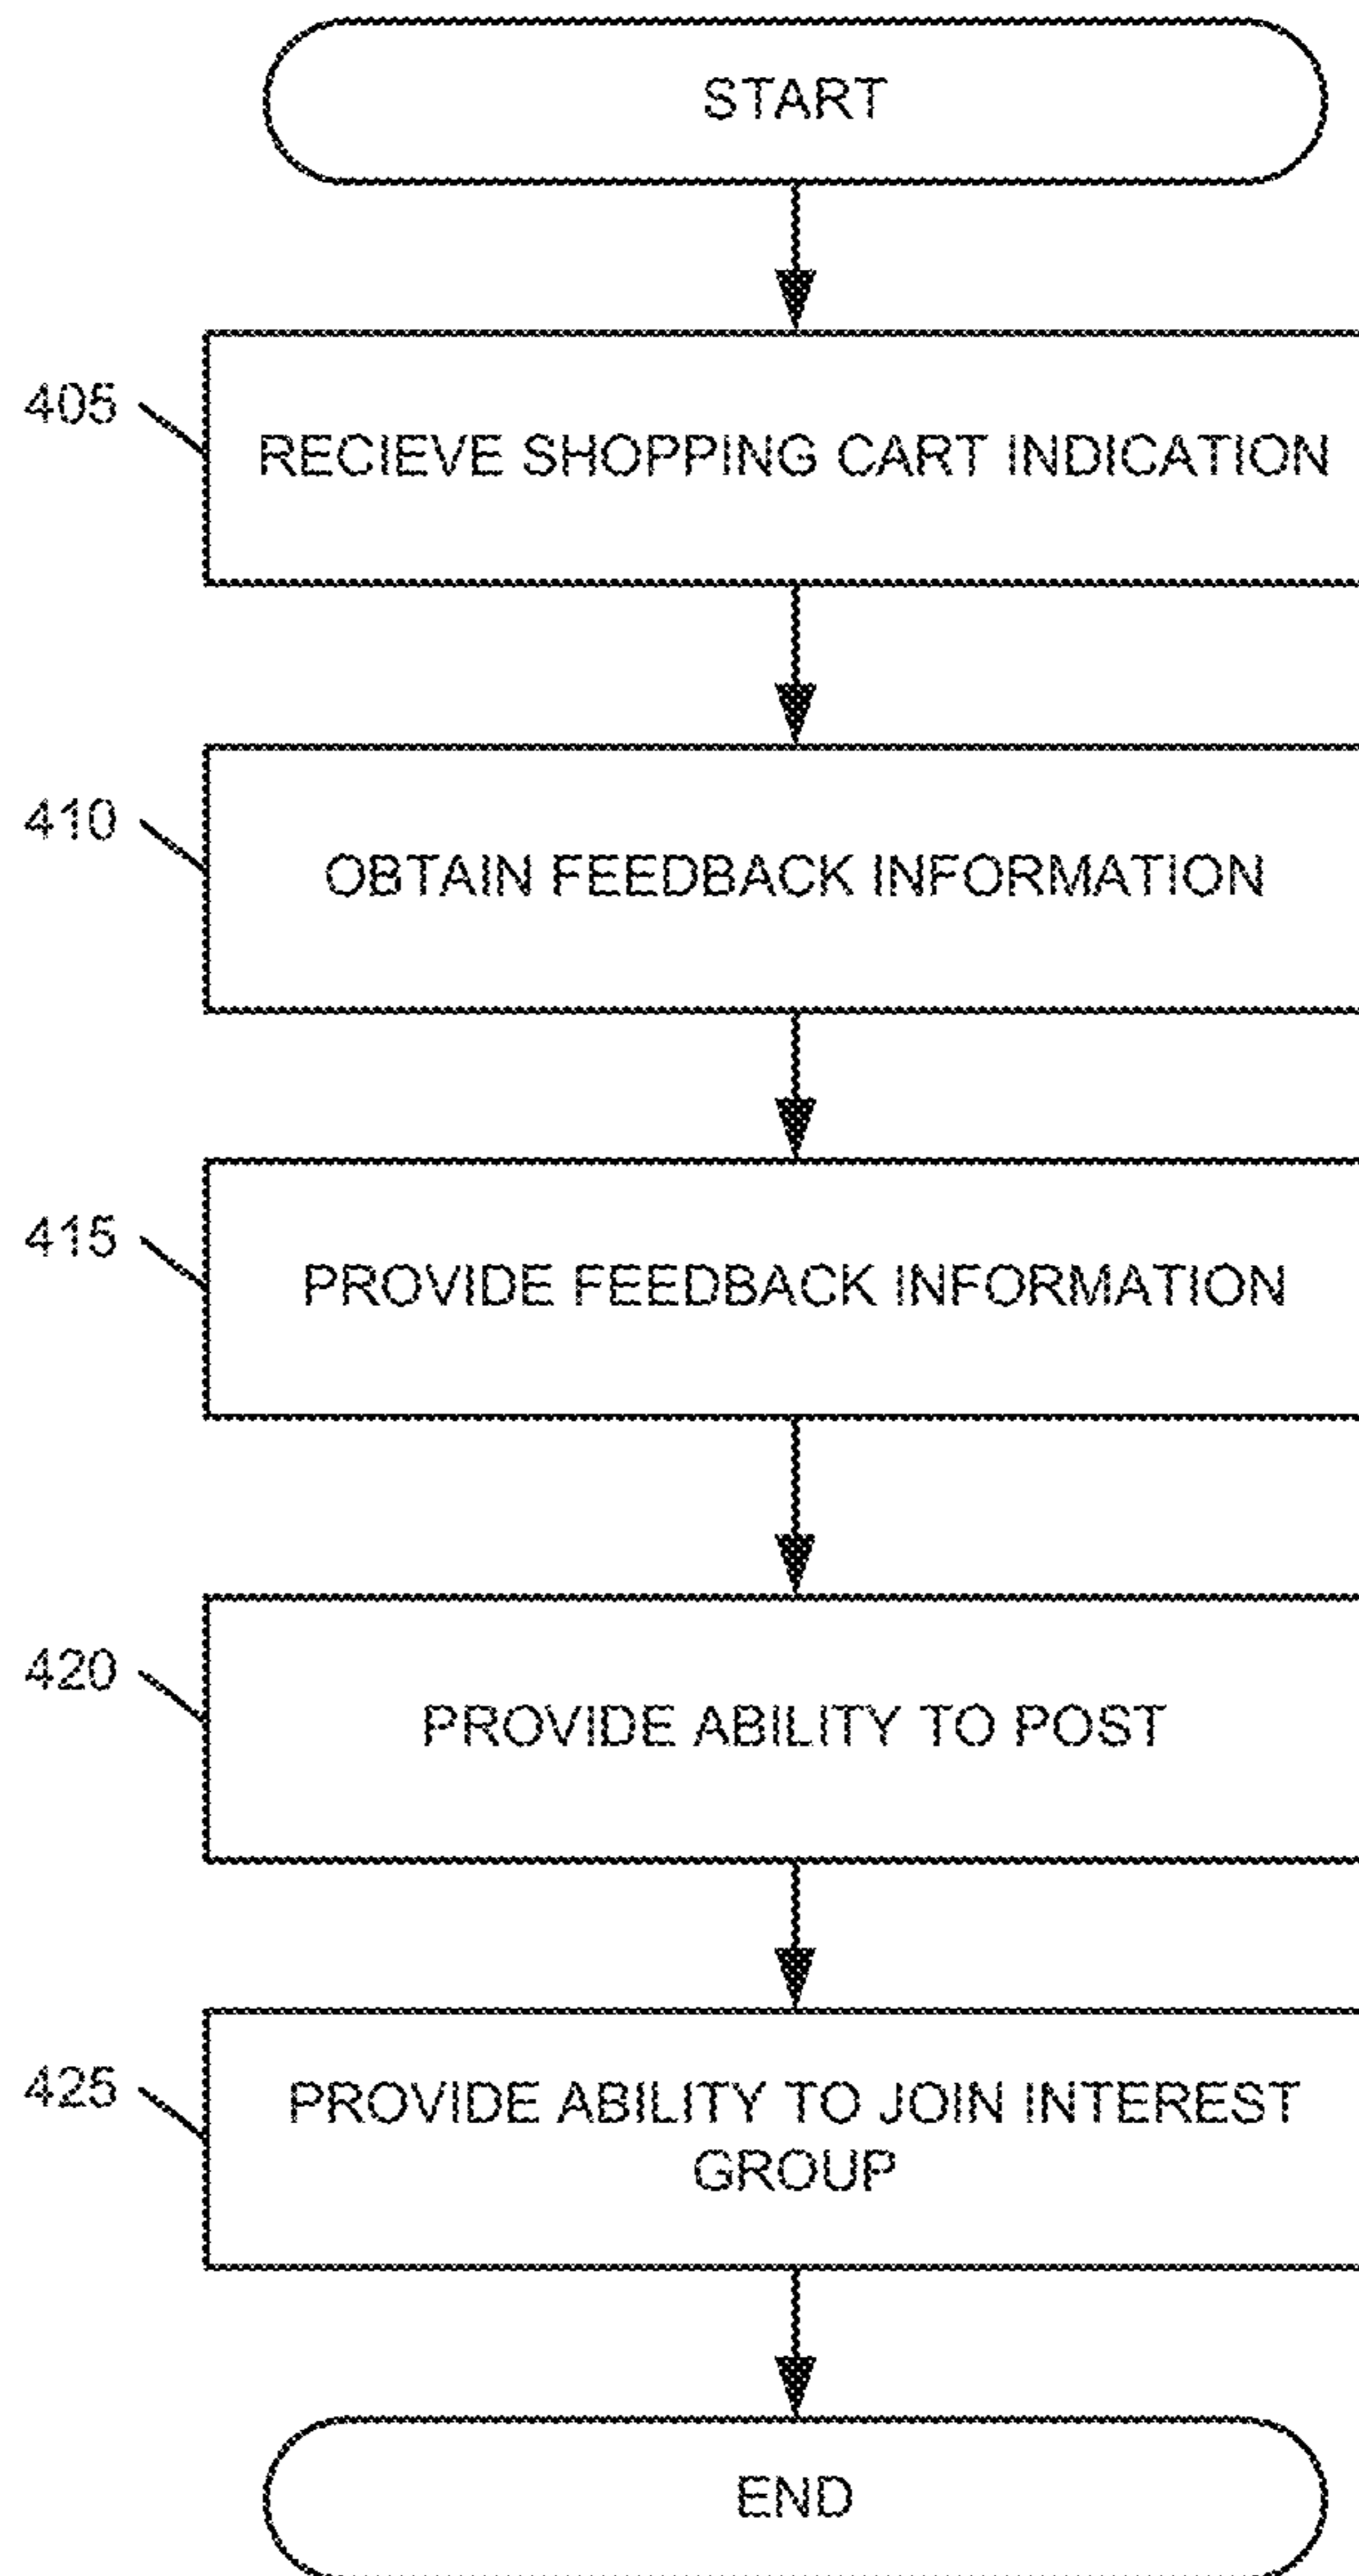 START
405
RECIEVE SHOPPING CART INDICATION
410
OBTAIN FEEDBACK INFORMATION
415
PROVIDE FEEDBACK INFORMATION
420
PROVIDE ABILITY TO POST
425
PROVIDE ABILITY TO JOIN INTEREST
GROUP
END